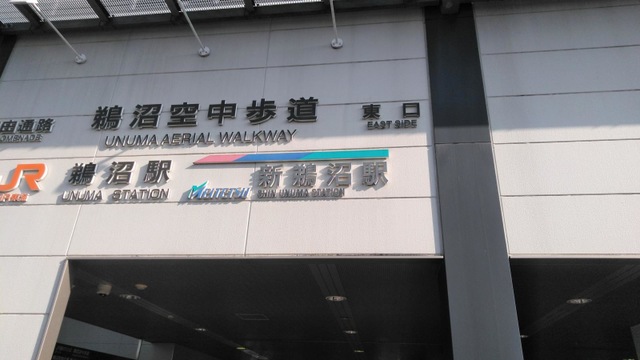 由通路
鵜沼空中歩道 東口
PROMENADE UNUMA AERIAL WALKWAY EAST SIDE
JR 鵜沼駅 MEITETSU 新鵜沼駅
UNUMA STATION SHIN UNUMA STATION